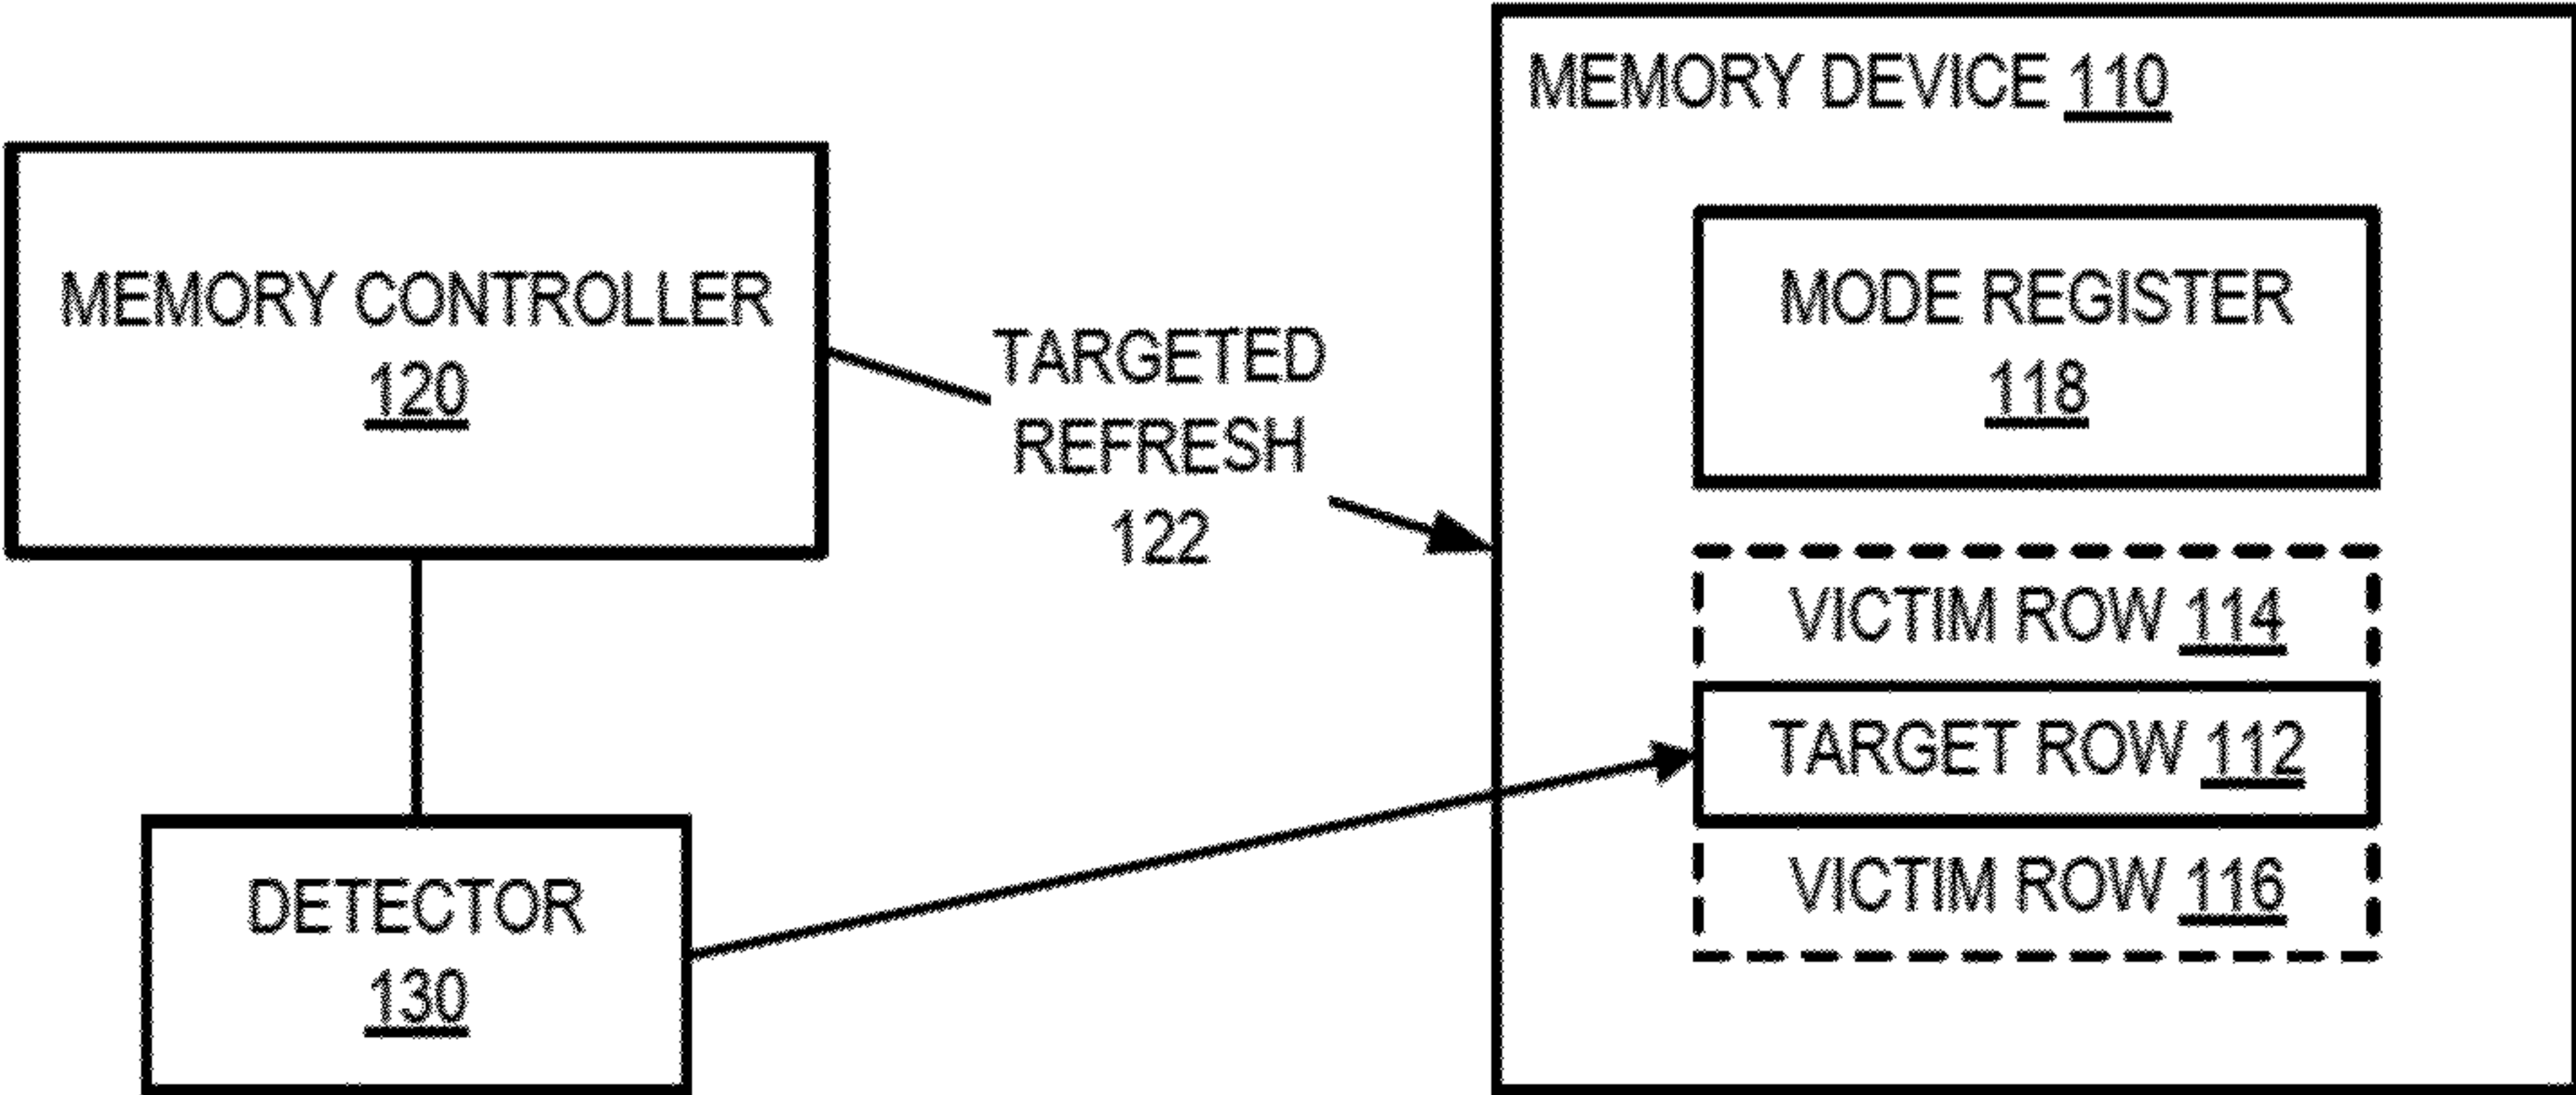 MEMORY DEVICE 110
MEMORY CONTROLLER
120
TARGETED
REFRESH
122
MODE REGISTER
118
VICTIM ROW 114
TARGET ROW 112
VICTIM ROW 116
DETECTOR
130